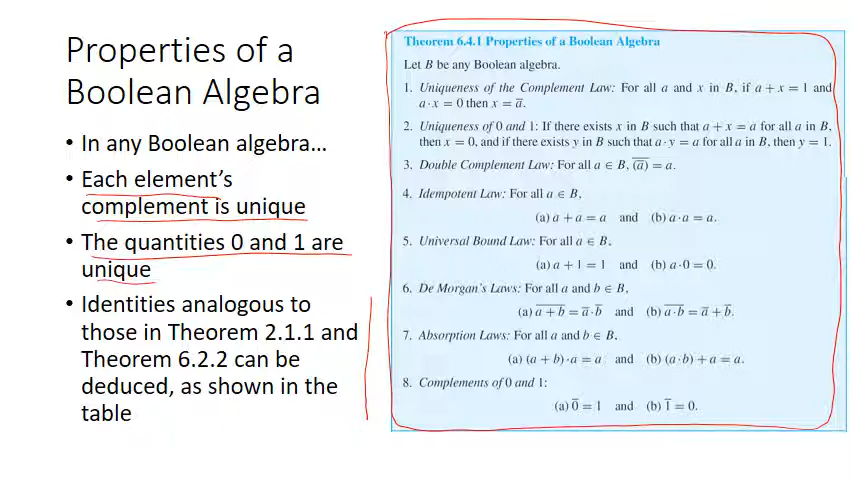 Properties of a
Boolean Algebra
• In any Boolean algebra…
• Each element's
complement is unique
• The quantities 0 and 1 are
unique
• Identities analogous to
those in Theorem 2.1.1 and
Theorem 6.2.2 can be
deduced, as shown in the
table
Theorem 6.4.1 Properties of a Boolean Algebra
Let B be any Boolean algebra.
1. Uniqueness of the Complement Law: For all a and x in B, if a + x = 1 and
a · x = 0 then x = a̅.
2. Uniqueness of 0 and 1: If there exists x in B such that a + x = a for all a in B,
then x = 0, and if there exists y in B such that a · y = a for all a in B, then y = 1.
3. Double Complement Law: For all a ∈ B, \overline{(a̅)} = a.
4. Idempotent Law: For all a ∈ B,
(a) a + a = a and (b) a · a = a.
5. Universal Bound Law: For all a ∈ B,
(a) a + 1 = 1 and (b) a · 0 = 0.
6. De Morgan's Laws: For all a and b ∈ B,
(a) \overline{a + b} = a̅ · b̅ and (b) \overline{a · b} = a̅ + b̅.
7. Absorption Laws: For all a and b ∈ B,
(a) (a + b) · a = a and (b) (a · b) + a = a.
8. Complements of 0 and 1:
(a) 0̅ = 1 and (b) 1̅ = 0.